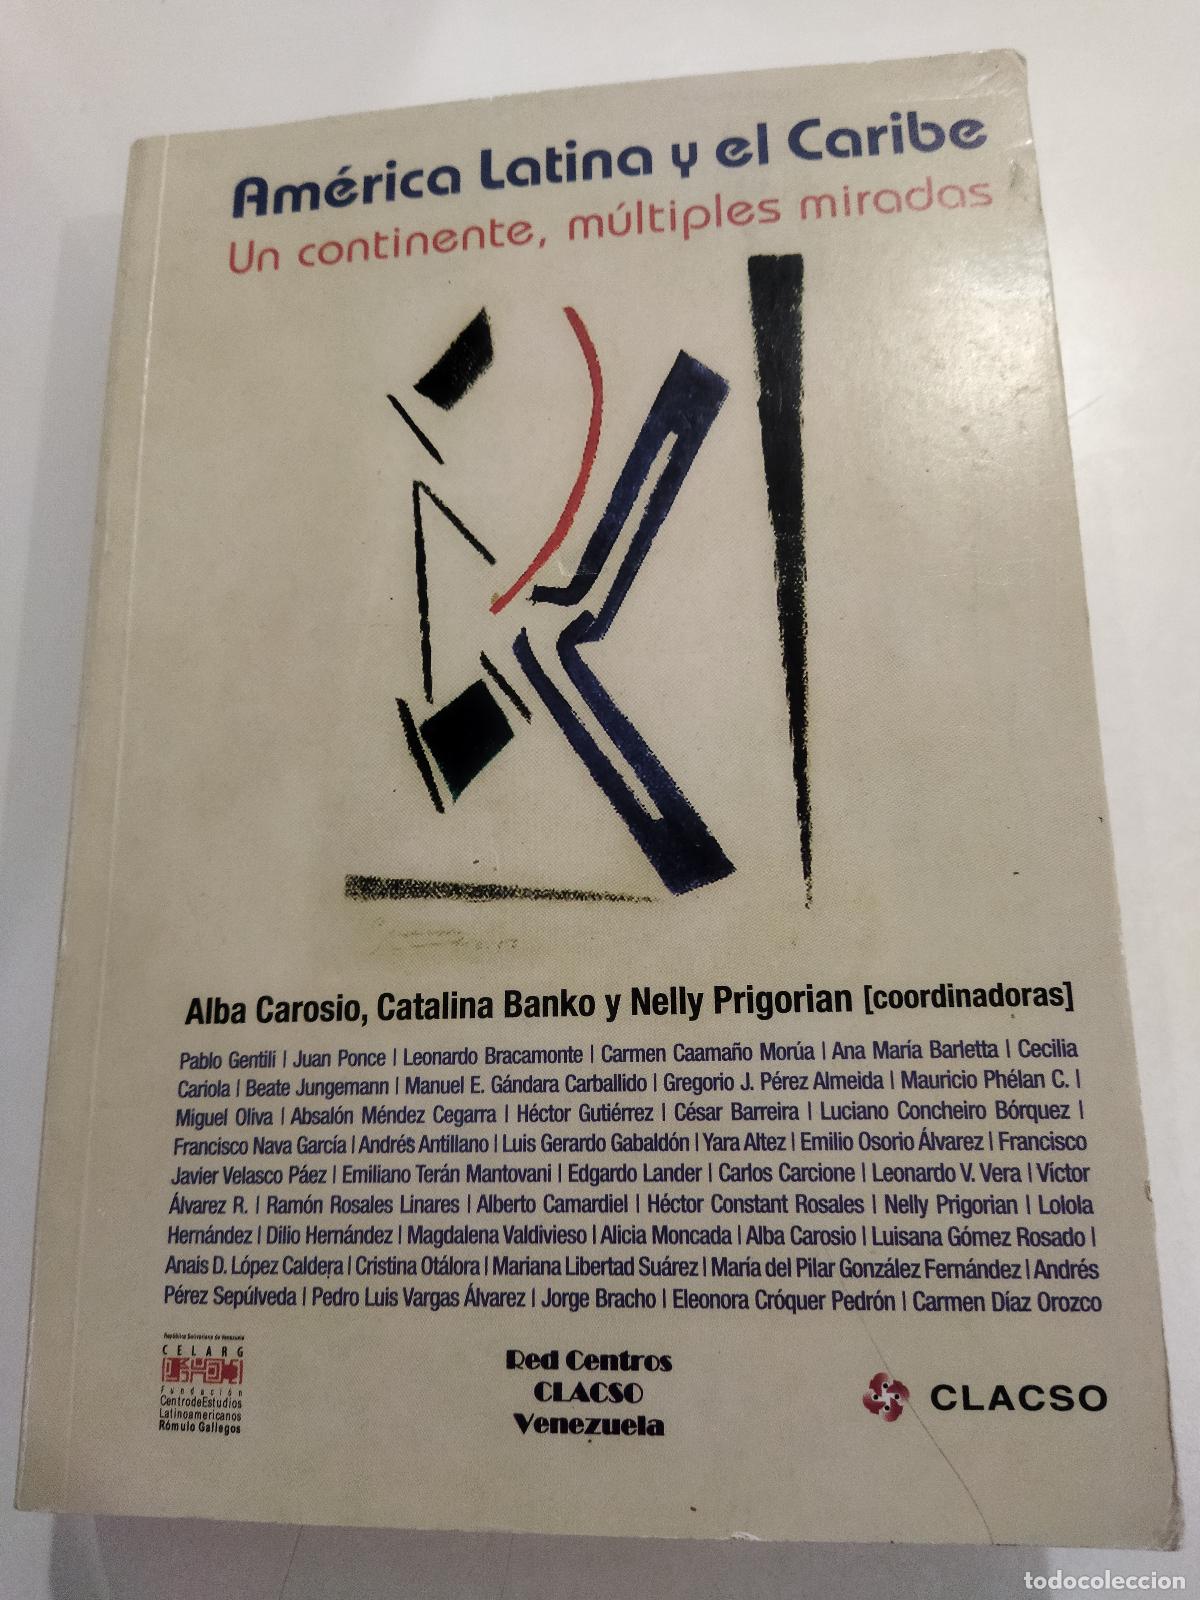 América Latina y el Caribe
Un continente, múltiples miradas
Alba Carosio, Catalina Banko y Nelly Prigorian [coordinadoras]
Pablo Gentili | Juan Ponce | Leonardo Bracamonte | Carmen Caamaño Morúa | Ana María Barletta | Cecilia
Cariola | Beate Jungemann | Manuel E. Gándara Carballido | Gregorio J. Pérez Almeida | Mauricio Phélan C. |
Miguel Oliva | Absalón Méndez Cegarra | Héctor Gutiérrez | César Barreira | Luciano Concheiro Bórquez |
Francisco Nava García | Andrés Antillano | Luis Gerardo Gabaldón | Yara Altez | Emilio Osorio Álvarez | Francisco
Javier Velasco Páez | Emiliano Terán Mantovani | Edgardo Lander | Carlos Carcione | Leonardo V. Vera | Víctor
Álvarez R. | Ramón Rosales Linares | Alberto Camardiel | Héctor Constant Rosales | Nelly Prigorian | Lolola
Hernández | Dilio Hernández | Magdalena Valdivieso | Alicia Moncada | Alba Carosio | Luisana Gómez Rosado |
Anais D. López Caldera | Cristina Otálora | Mariana Libertad Suárez | María del Pilar González Fernández | Andrés
Pérez Sepúlveda | Pedro Luis Vargas Álvarez | Jorge Bracho | Eleonora Cróquer Pedrón | Carmen Díaz Orozco
República Bolivariana de Venezuela
CELARG
Fundación
CentrodeEstudios
Latinoamericanos
Rómulo Gallegos
Red Centros
CLACSO
Venezuela
CLACSO
todocoleccion